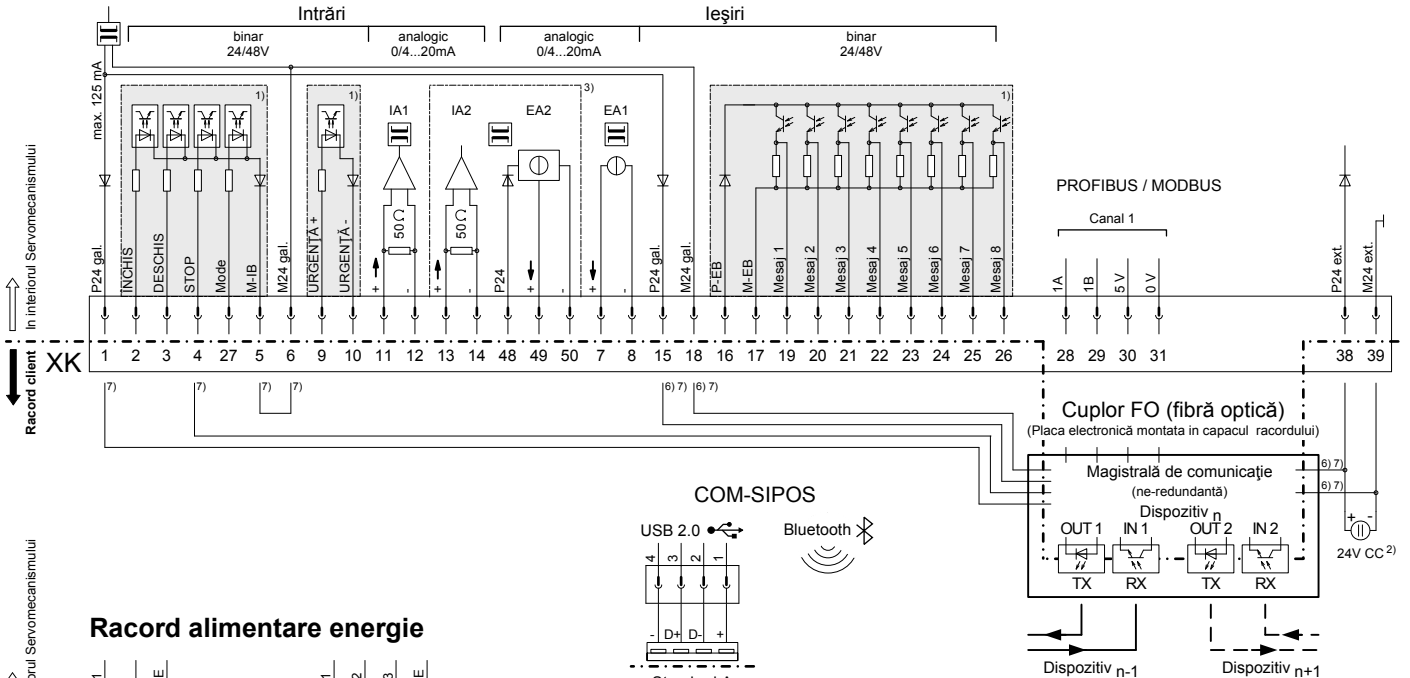 Intrări
Ieşiri
binar
24/48V
analogic
0/4...20mA
analogic
0/4...20mA
binar
24/48V
max. 125 mA
1)
1)
3)
1)
IA1
IA2
EA2
EA1
50 Ω
50 Ω
PROFIBUS / MODBUS
Canal 1
P24 gal.
INCHIS
DESCHIS
STOP
Mode
M-IB
M24 gal.
URGENŢĂ +
URGENŢĂ -
+
-
+
-
P24
+
-
+
-
P24 gal.
M24 gal.
P-EB
M-EB
Mesaj 1
Mesaj 2
Mesaj 3
Mesaj 4
Mesaj 5
Mesaj 6
Mesaj 7
Mesaj 8
1A
1B
5 V
0 V
P24 ext.
M24 ext.
In interiorul Servomecanismului
Racord client
XK
1 2 3 4 27 5 6 9 10 11 12 13 14 48 49 50 7 8 15 18 16 17 19 20 21 22 23 24 25 26 28 29 30 31 38 39
7)
7)
7)
7)
6) 7)
6) 7)
Cuplor FO (fibră optică)
(Placa electronică montata in capacul racordului)
Magistrală de comunicaţie
(ne-redundantă)
Dispozitiv n
6) 7)
6) 7)
OUT 1
IN 1
OUT 2
IN 2
TX
RX
TX
RX
+ -
24V CC 2)
Dispozitiv n-1
Dispozitiv n+1
COM-SIPOS
USB 2.0
Bluetooth
4 3 2 1
- D+ D- +
Racord alimentare energie